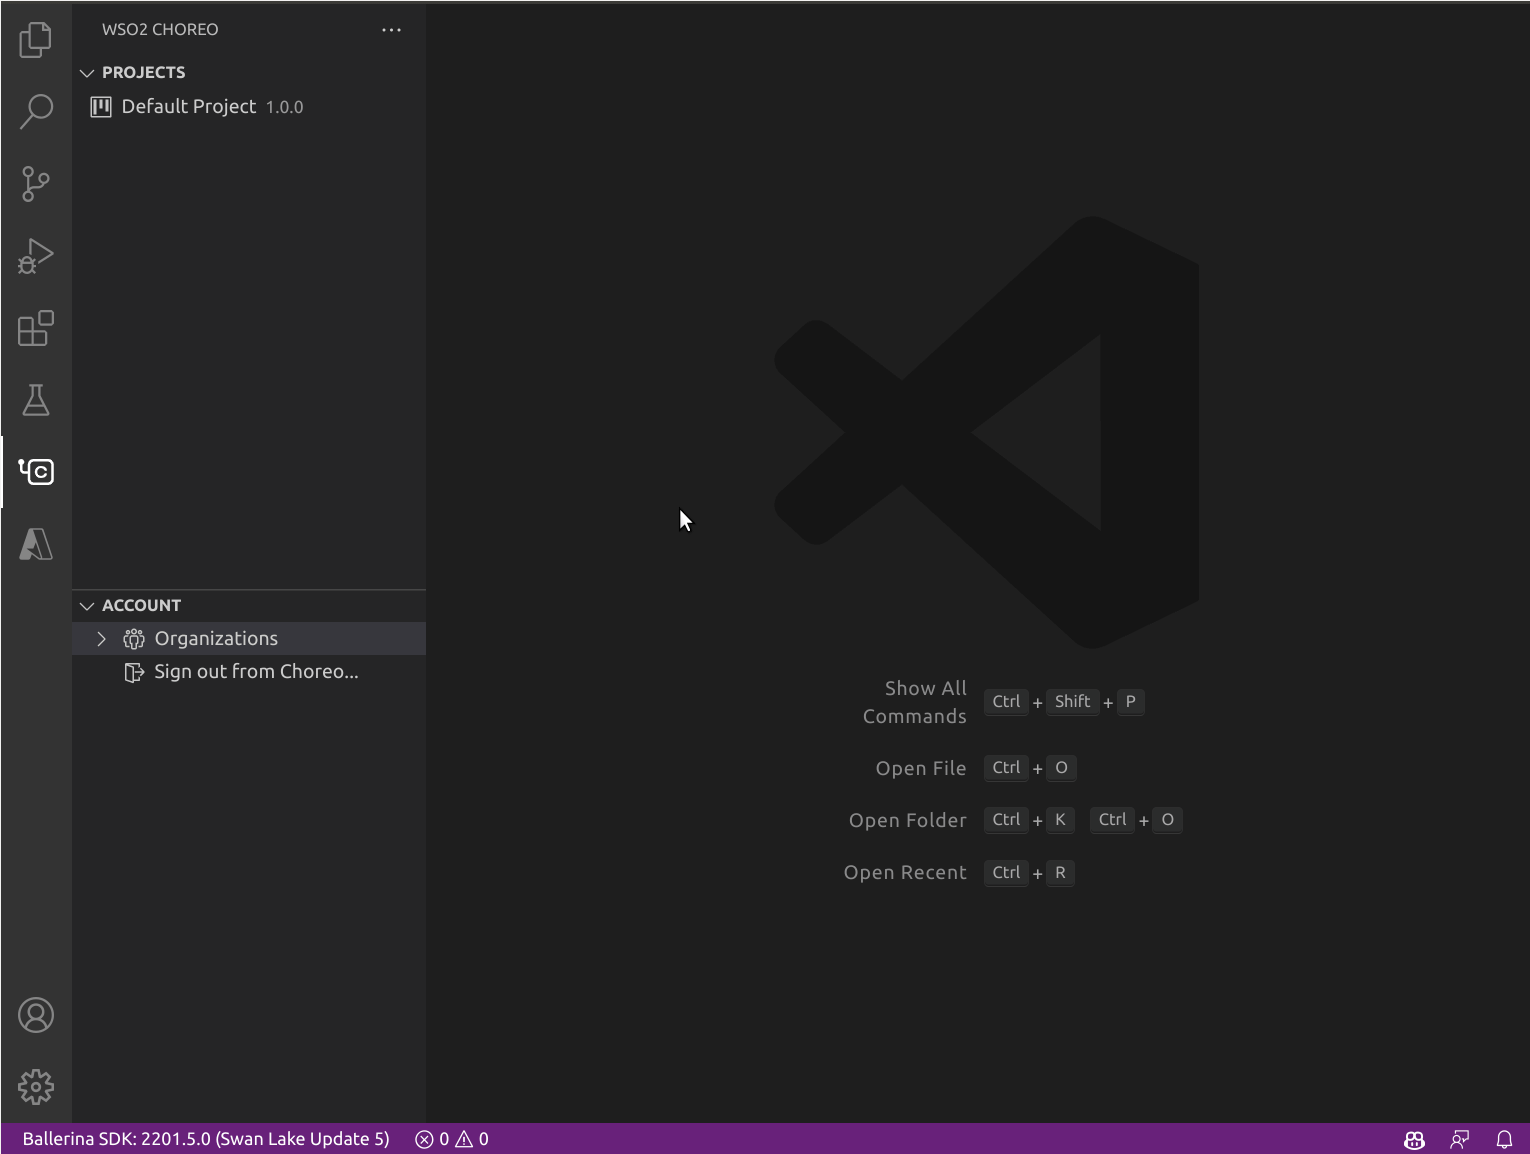 WSO2 CHOREO
PROJECTS
Default Project 1.0.0
ACCOUNT
Organizations
Sign out from Choreo...
Show All
Commands
Ctrl + Shift + P
Open File Ctrl + O
Open Folder Ctrl + K Ctrl + O
Open Recent Ctrl + R
Ballerina SDK: 2201.5.0 (Swan Lake Update 5) 0 0